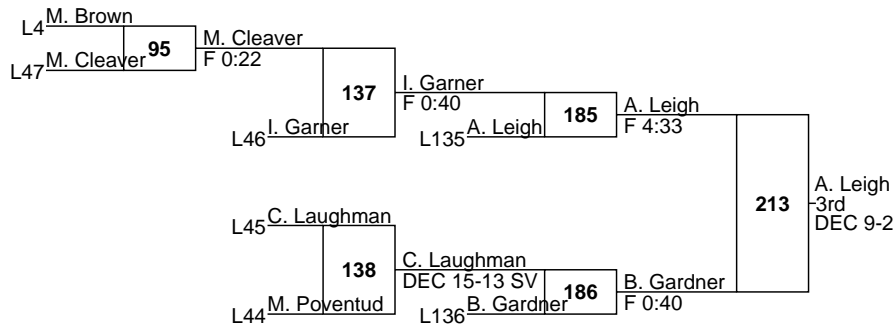 M. Brown
L4
95
M. Cleaver
F 0:22
M. Cleaver
L47
137
I. Garner
F 0:40
I. Garner
L46
185
A. Leigh
F 4:33
A. Leigh
L135
213
A. Leigh
3rd
DEC 9-2
C. Laughman
L45
138
C. Laughman
DEC 15-13 SV
M. Poventud
L44
186
B. Gardner
F 0:40
B. Gardner
L136